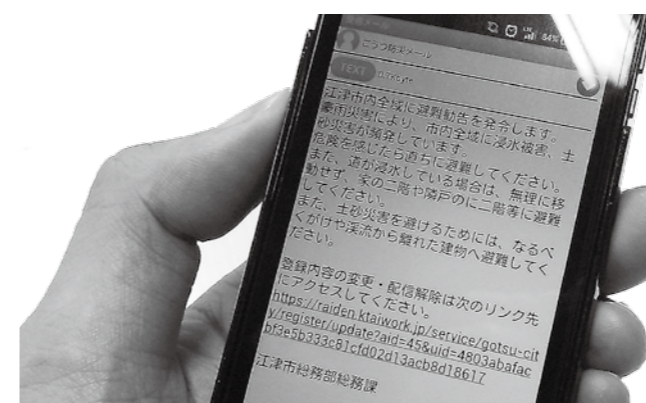 ごうつ防災メール
TEXT 0.7Kbyte
江津市内全域に避難勧告を発令します。
豪市災害により、市内全域に浸水被害、土
砂災害が頻発しています。
危険を感じたら直ちに避難してください。
また、道が浸水している場合は、無理に移
動せず、家の二階や隣戸のに二階等に避難
してください。
また、土砂災害を避けるためには、なるべ
くがけや渓流から離れた建物へ避難してく
ださい。
登録内容の変更・配信解除は次のリンク先
にアクセスしてください。
https://raiden.ktaiwork.jp/service/gotsu-cit
y/register/update?aid=45&uid=4803abafac
bf3e5b333c81cfd02d13acb8d18617
江津市総務部総務課